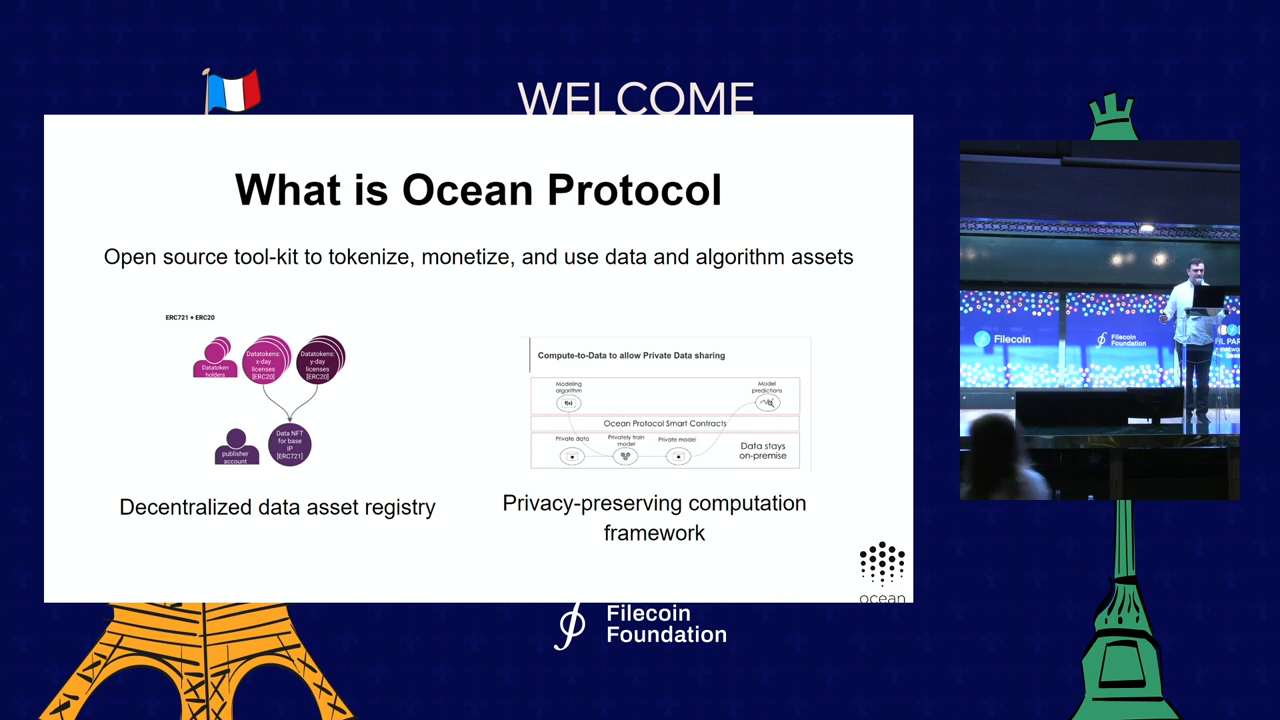 WELCOME
What is Ocean Protocol
Open source tool-kit to tokenize, monetize, and use data and algorithm assets
ERC721 + ERC20
Datatoken
holders
Datatokens:
x-day
licenses
[ERC20]
Datatokens:
y-day
licenses
[ERC20]
publisher
account
Data NFT
for base
IP
[ERC721]
Decentralized data asset registry
Compute-to-Data to allow Private Data sharing
Modeling
algorithm
f(x)
Model
predictions
Ocean Protocol Smart Contracts
Private data
Privately train
model
Private model
Data stays
on-premise
Privacy-preserving computation
framework
ocean
Filecoin
Foundation
Filecoin
Filecoin
Foundation
FIL PAR